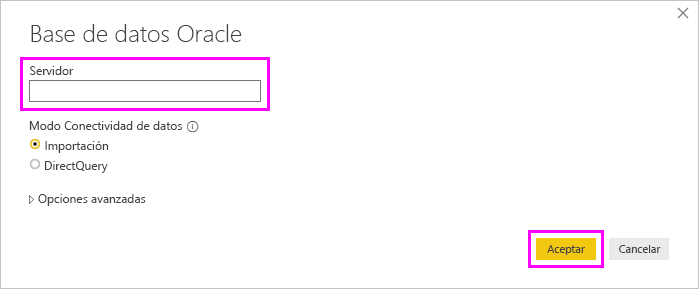 Base de datos Oracle
Servidor
Modo Conectividad de datos
Importación
DirectQuery
Opciones avanzadas
Aceptar Cancelar